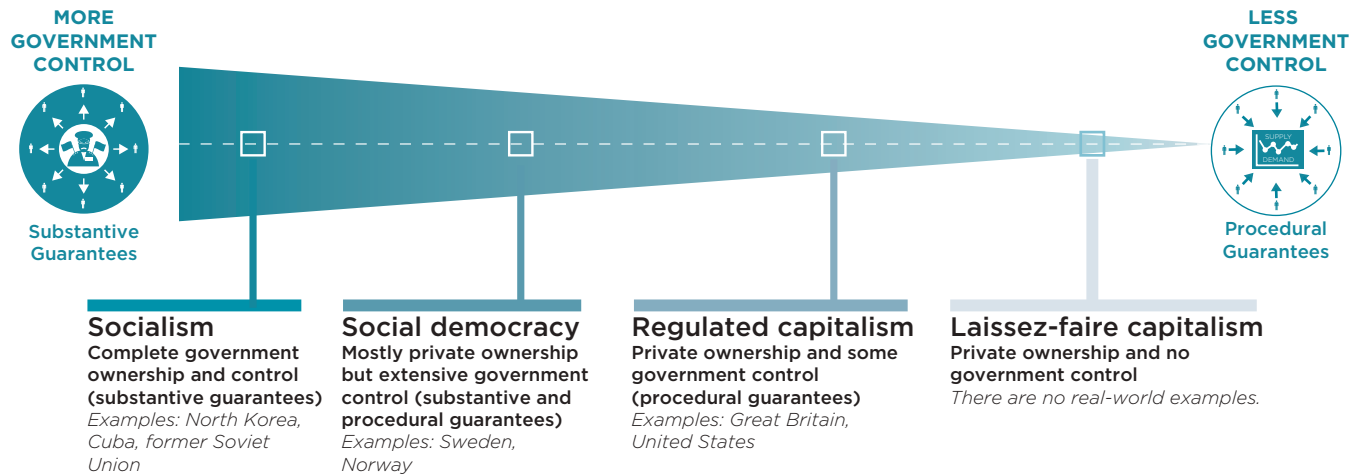 MORE
GOVERNMENT
CONTROL
Substantive
Guarantees
LESS
GOVERNMENT
CONTROL
SUPPLY
DEMAND
Procedural
Guarantees
Socialism
Complete government
ownership and control
(substantive guarantees)
Examples: North Korea,
Cuba, former Soviet
Union
Social democracy
Mostly private ownership
but extensive government
control (substantive and
procedural guarantees)
Examples: Sweden,
Norway
Regulated capitalism
Private ownership and some
government control
(procedural guarantees)
Examples: Great Britain,
United States
Laissez-faire capitalism
Private ownership and no
government control
There are no real-world examples.